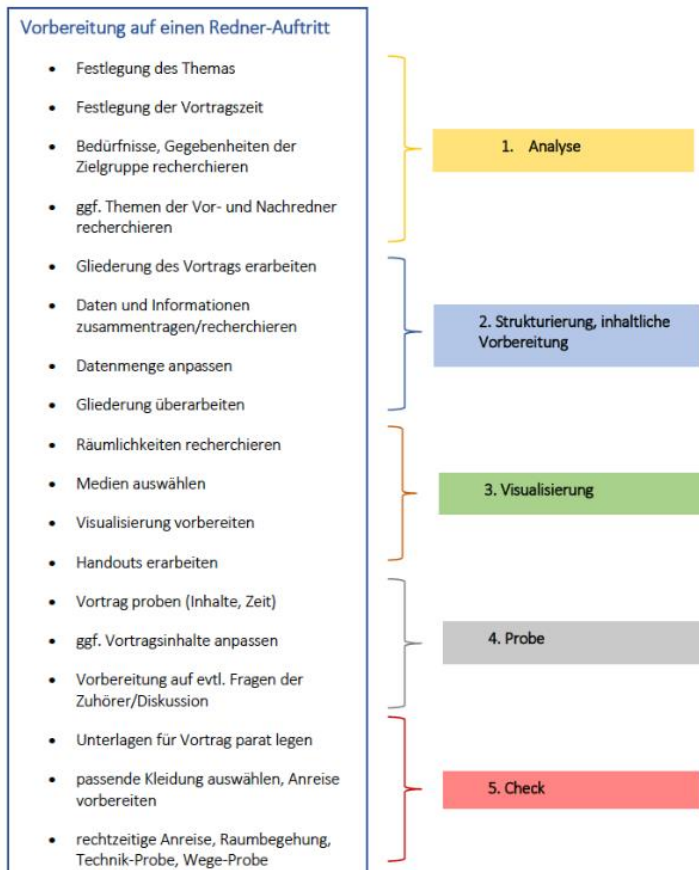 Vorbereitung auf einen Redner-Auftritt
• Festlegung des Themas
• Festlegung der Vortragszeit
• Bedürfnisse, Gegebenheiten der
Zielgruppe recherchieren
• ggf. Themen der Vor- und Nachredner
recherchieren
• Gliederung des Vortrags erarbeiten
• Daten und Informationen
zusammentragen/recherchieren
• Datenmenge anpassen
• Gliederung überarbeiten
• Räumlichkeiten recherchieren
• Medien auswählen
• Visualisierung vorbereiten
• Handouts erarbeiten
• Vortrag proben (Inhalte, Zeit)
• ggf. Vortragsinhalte anpassen
• Vorbereitung auf evtl. Fragen der
Zuhörer/Diskussion
• Unterlagen für Vortrag parat legen
• passende Kleidung auswählen, Anreise
vorbereiten
• rechtzeitige Anreise, Raumbegehung,
Technik-Probe, Wege-Probe
1. Analyse
2. Strukturierung, inhaltliche
Vorbereitung
3. Visualisierung
4. Probe
5. Check